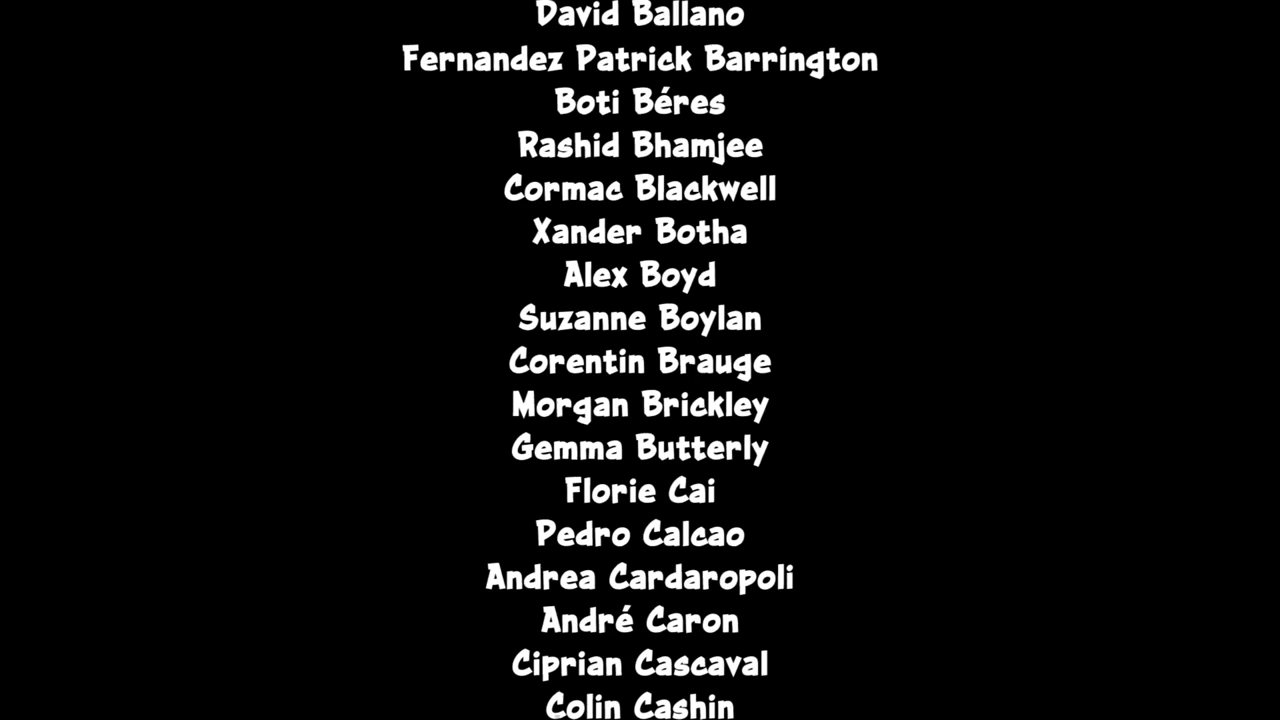 David Ballano
Fernandez Patrick Barrington
Boti Béres
Rashid Bhamjee
Cormac Blackwell
Xander Botha
Alex Boyd
Suzanne Boylan
Corentin Brauge
Morgan Brickley
Gemma Butterly
Florie Cai
Pedro Calcao
Andrea Cardaropoli
André Caron
Ciprian Cascaval
Colin Cashin